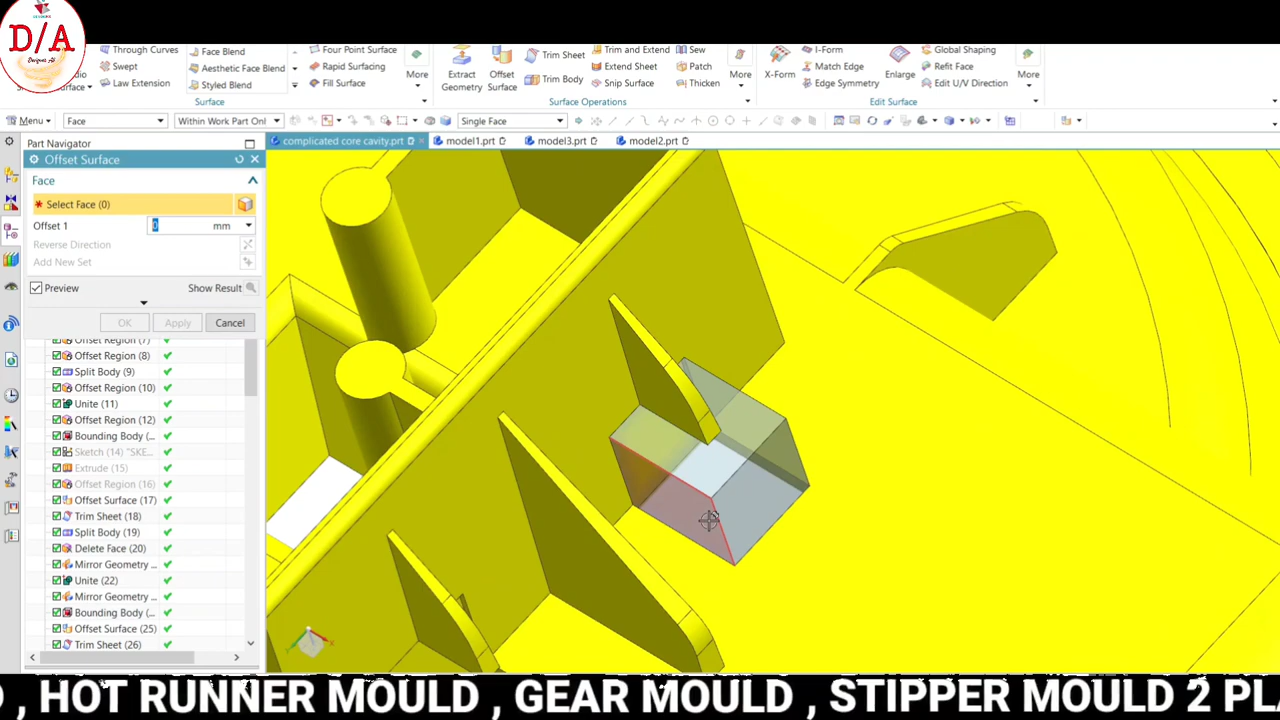 D/A
Designer Ali
Through Curves
Swept
Law Extension
Surface
Face Blend
Aesthetic Face Blend
Styled Blend
Four Point Surface
Rapid Surfacing
Fill Surface
More
Surface
Extract Geometry
Offset Surface
Trim Sheet
Trim Body
Trim and Extend
Extend Sheet
Snip Surface
Sew
Patch
Thicken
More
Surface Operations
X-Form
I-Form
Match Edge
Edge Symmetry
Enlarge
Global Shaping
Refit Face
Edit U/V Direction
More
Edit Surface
Menu
Face
Within Work Part Onl
Single Face
Part Navigator
complicated core cavity.prt
model1.prt
model3.prt
model2.prt
Offset Surface
Face
* Select Face (0)
Offset 1
0
mm
Reverse Direction
Add New Set
Preview
Show Result
OK
Apply
Cancel
Offset Region (7)
Offset Region (8)
Split Body (9)
Offset Region (10)
Unite (11)
Offset Region (12)
Bounding Body (...
Sketch (14) "SKE...
Extrude (15)
Offset Region (16)
Offset Surface (17)
Trim Sheet (18)
Split Body (19)
Delete Face (20)
Mirror Geometry ...
Unite (22)
Mirror Geometry ...
Bounding Body (...
Offset Surface (25)
Trim Sheet (26)
, HOT RUNNER MOULD , GEAR MOULD , STIPPER MOULD 2 PL